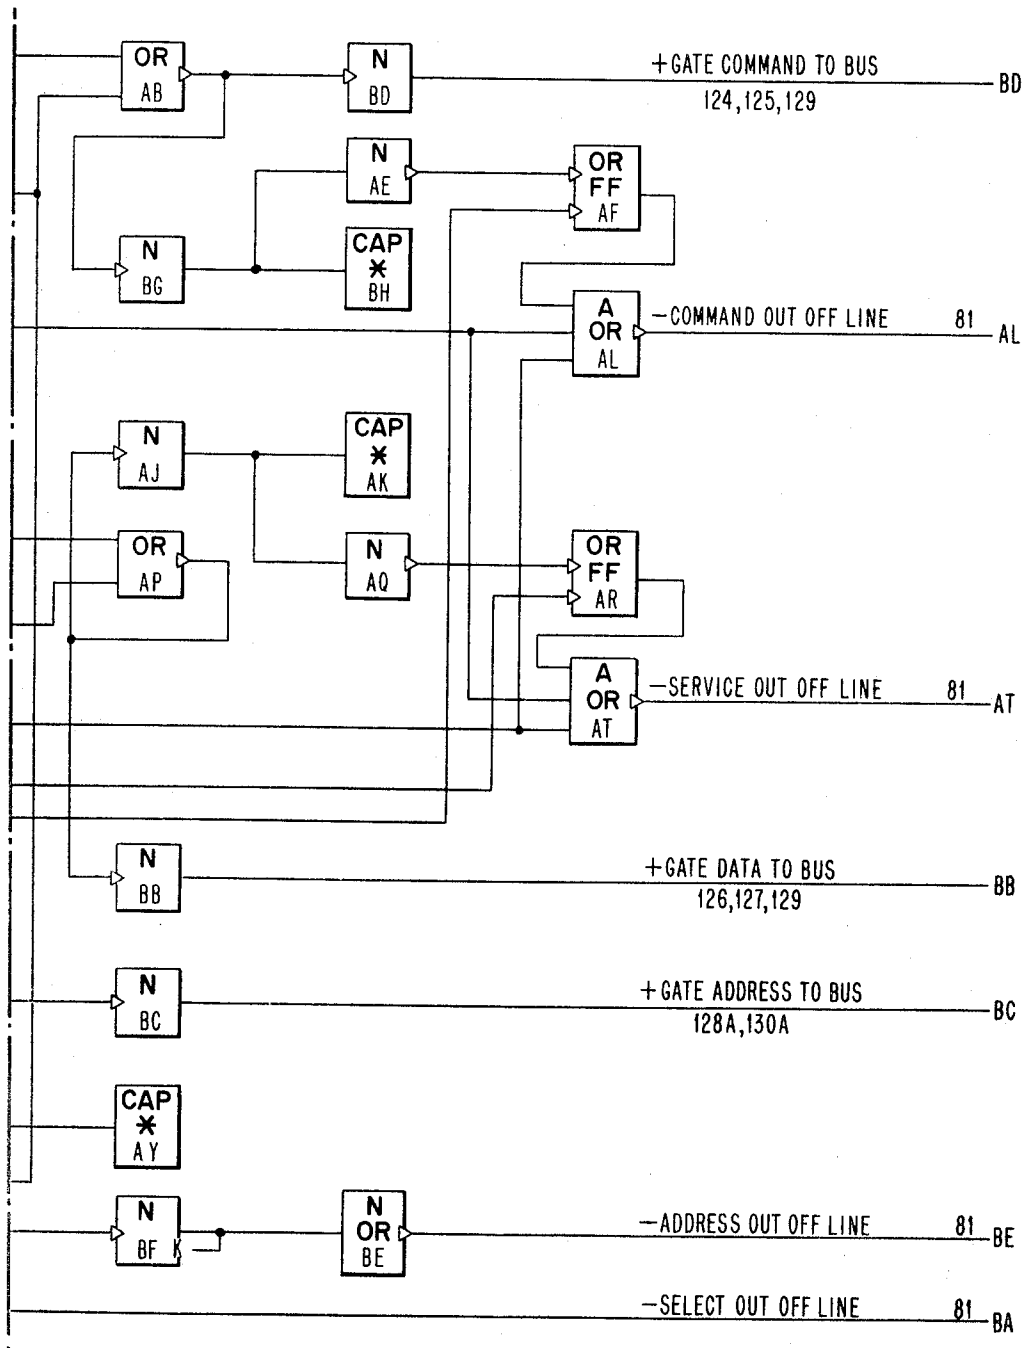 OR
AB
N
BD
+GATE COMMAND TO BUS
124,125,129
BD
N
AE
OR
FF
AF
N
BG
CAP
*
BH
A
OR
AL
-COMMAND OUT OFF LINE 81
AL
N
AJ
CAP
*
AK
OR
AP
N
AQ
OR
FF
AR
A
OR
AT
-SERVICE OUT OFF LINE 81
AT
N
BB
+GATE DATA TO BUS
126,127,129
BB
N
BC
+GATE ADDRESS TO BUS
128A,130A
BC
CAP
*
AY
N
BF K
N
OR
BE
-ADDRESS OUT OFF LINE 81
BE
-SELECT OUT OFF LINE 81
BA